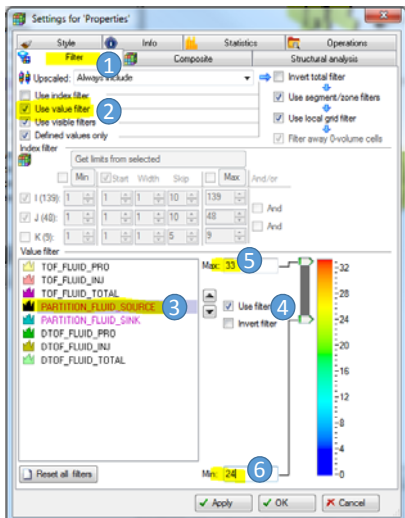 Settings for 'Properties'
Style Info Statistics Operations
Filter 1 Composite Structural analysis
Upscaled: Always include Invert total filter
Use index filter
2 Use value filter Use segment/zone filters
Use visible filters Use local grid filter
Defined values only Filter away 0-volume cells
Index filter
Get limits from selected
Min Start Width Skip Max And/or
I (139): 1 1 1 10 139 And
J (48): 1 1 1 10 48 And
K (9): 1 1 1 5 9
Value filter
TOF_FLUID_PRO Max: 33 5 32
TOF_FLUID_INJ 28
TOF_FLUID_TOTAL
PARTITION_FLUID_SOURCE 3 Use filter 4 24
PARTITION_FLUID_SINK Invert filter
DTOF_FLUID_PRO 20
DTOF_FLUID_INJ
DTOF_FLUID_TOTAL 16
12
8
4
Reset all filters Min: 24 6 0
Apply OK Cancel